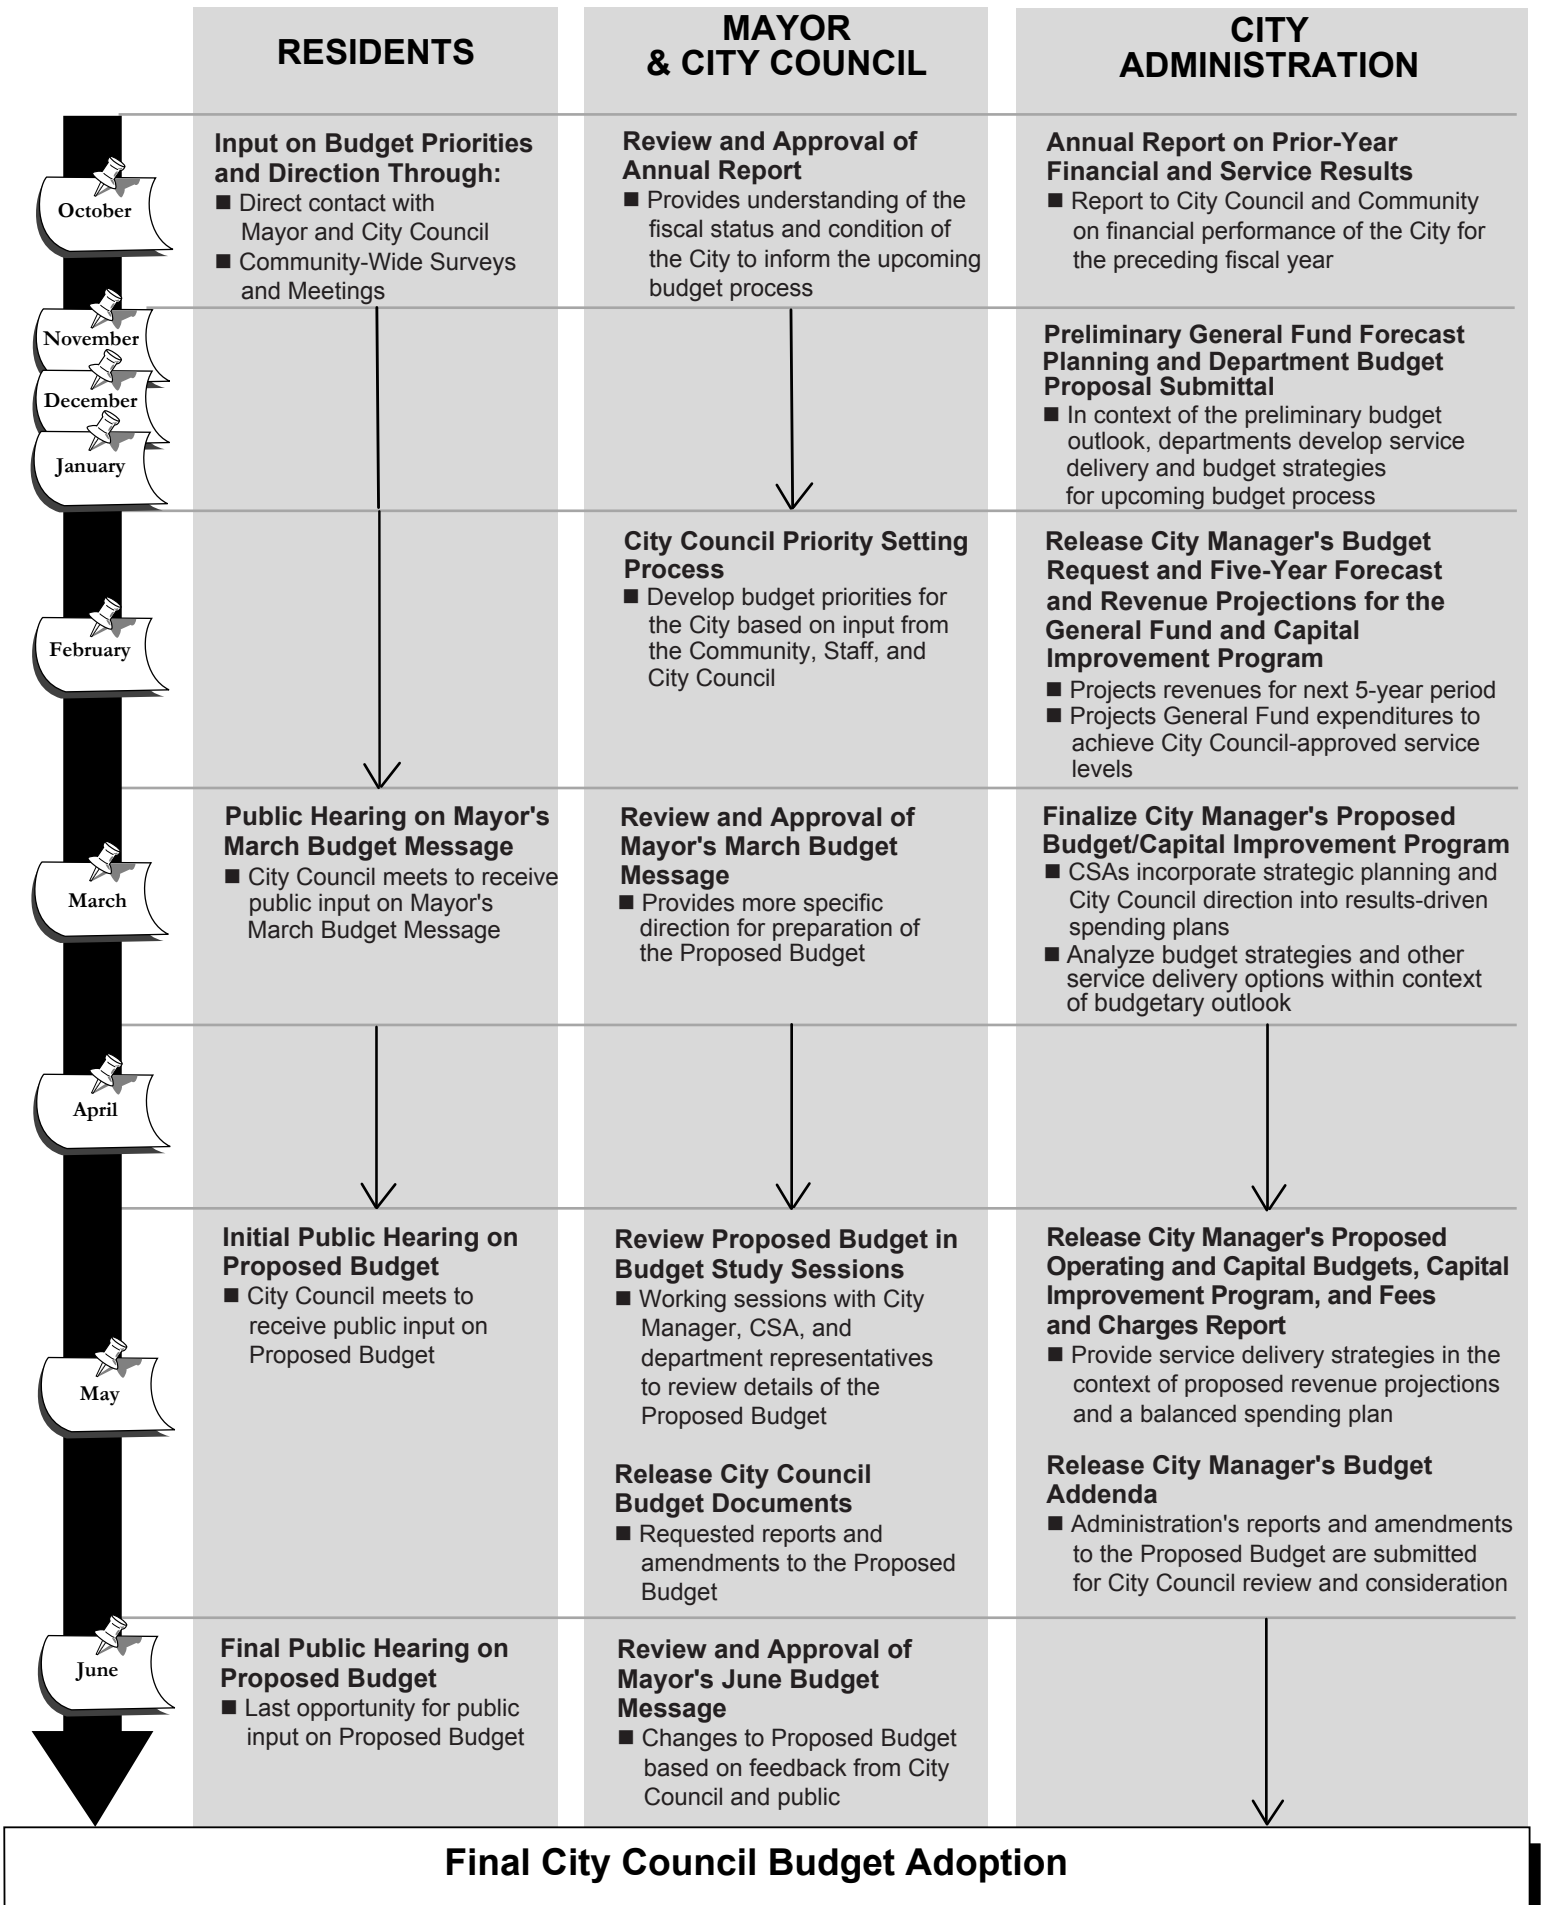 RESIDENTS
MAYOR
& CITY COUNCIL
CITY
ADMINISTRATION
October
Input on Budget Priorities
and Direction Through:
■ Direct contact with
Mayor and City Council
■ Community-Wide Surveys
and Meetings
Review and Approval of
Annual Report
■ Provides understanding of the
fiscal status and condition of
the City to inform the upcoming
budget process
Annual Report on Prior-Year
Financial and Service Results
■ Report to City Council and Community
on financial performance of the City for
the preceding fiscal year
November
December
January
Preliminary General Fund Forecast
Planning and Department Budget
Proposal Submittal
■ In context of the preliminary budget
outlook, departments develop service
delivery and budget strategies
for upcoming budget process
February
City Council Priority Setting
Process
■ Develop budget priorities for
the City based on input from
the Community, Staff, and
City Council
Release City Manager's Budget
Request and Five-Year Forecast
and Revenue Projections for the
General Fund and Capital
Improvement Program
■ Projects revenues for next 5-year period
■ Projects General Fund expenditures to
achieve City Council-approved service
levels
March
Public Hearing on Mayor's
March Budget Message
■ City Council meets to receive
public input on Mayor's
March Budget Message
Review and Approval of
Mayor's March Budget
Message
■ Provides more specific
direction for preparation of
the Proposed Budget
Finalize City Manager's Proposed
Budget/Capital Improvement Program
■ CSAs incorporate strategic planning and
City Council direction into results-driven
spending plans
■ Analyze budget strategies and other
service delivery options within context
of budgetary outlook
April
May
Initial Public Hearing on
Proposed Budget
■ City Council meets to
receive public input on
Proposed Budget
Review Proposed Budget in
Budget Study Sessions
■ Working sessions with City
Manager, CSA, and
department representatives
to review details of the
Proposed Budget
Release City Council
Budget Documents
■ Requested reports and
amendments to the Proposed
Budget
Release City Manager's Proposed
Operating and Capital Budgets, Capital
Improvement Program, and Fees
and Charges Report
■ Provide service delivery strategies in the
context of proposed revenue projections
and a balanced spending plan
Release City Manager's Budget
Addenda
■ Administration's reports and amendments
to the Proposed Budget are submitted
for City Council review and consideration
June
Final Public Hearing on
Proposed Budget
■ Last opportunity for public
input on Proposed Budget
Review and Approval of
Mayor's June Budget
Message
■ Changes to Proposed Budget
based on feedback from City
Council and public
Final City Council Budget Adoption